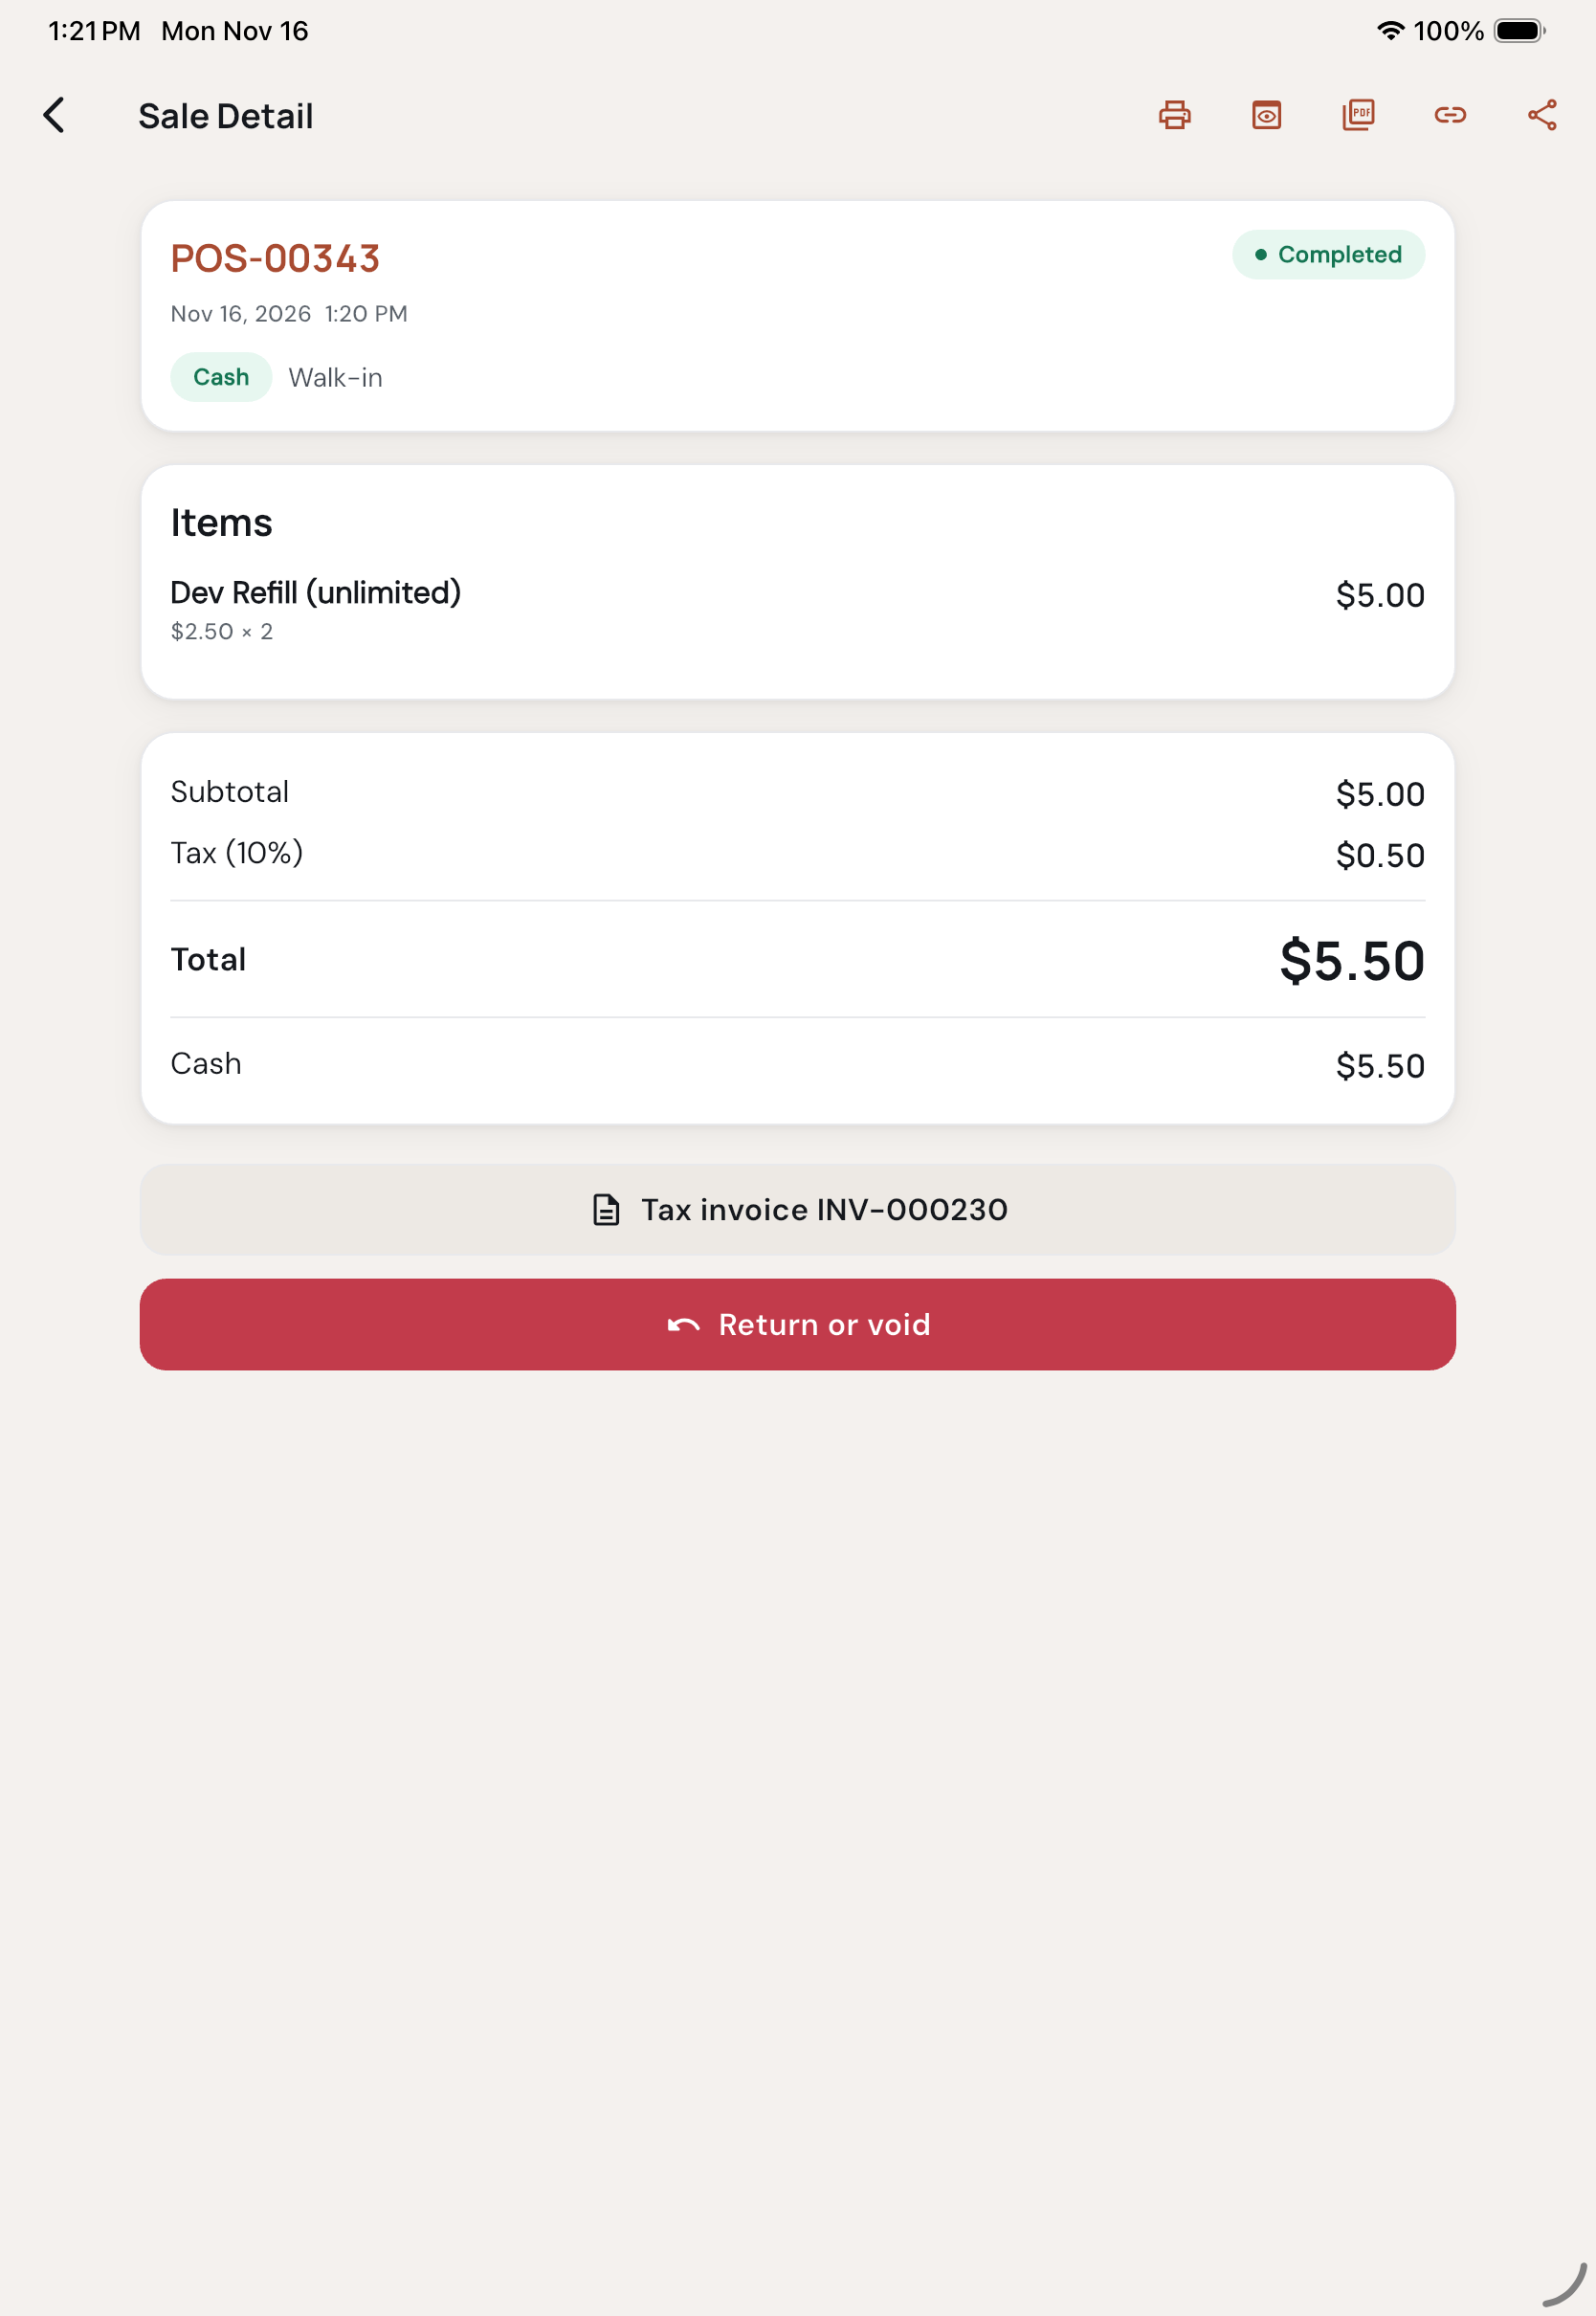 1:21 PM Mon Nov 16 100%
Sale Detail
PDF
POS-00343
Completed
Nov 16, 2026 1:20 PM
Cash Walk-in
Items
Dev Refill (unlimited) $5.00
$2.50 × 2
Subtotal $5.00
Tax (10%) $0.50
Total $5.50
Cash $5.50
Tax invoice INV-000230
Return or void